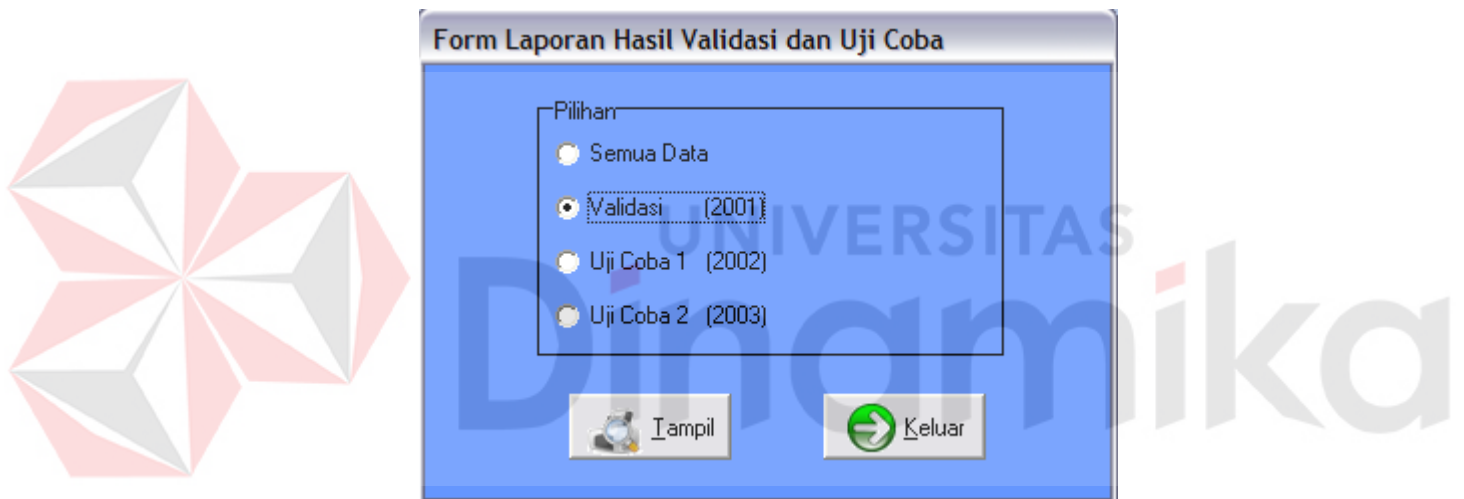 Form Laporan Hasil Validasi dan Uji Coba
Pilihan
Semua Data
Validasi (2001)
Uji Coba 1 (2002)
Uji Coba 2 (2003)
Tampil
Keluar
UNIVERSITAS
Dinamika